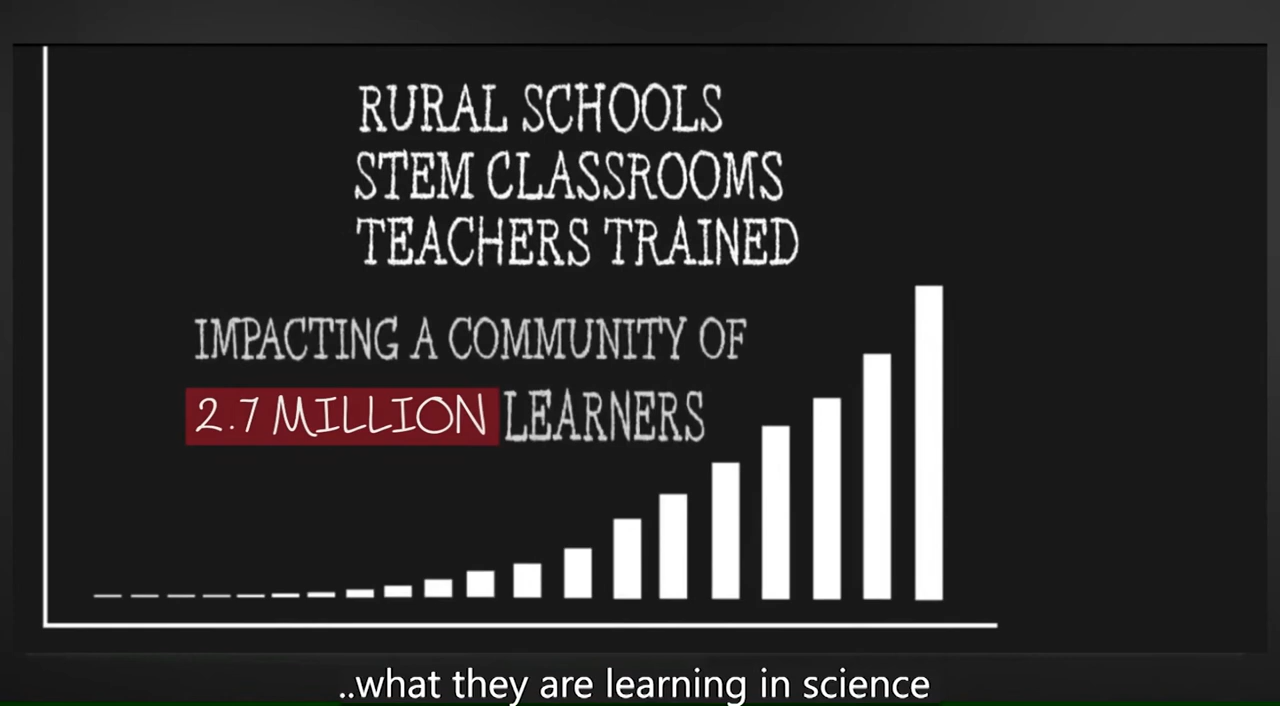 RURAL SCHOOLS
STEM CLASSROOMS
TEACHERS TRAINED
IMPACTING A COMMUNITY OF
2.7 MILLION LEARNERS
..what they are learning in science